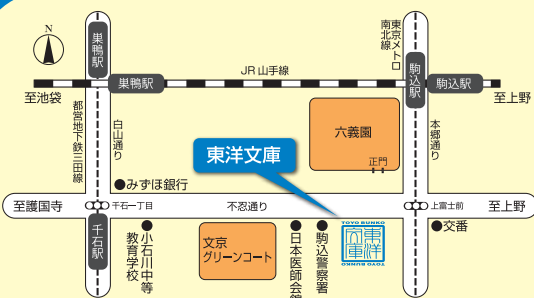 N
巣鴨駅
巣鴨駅
JR山手線
東京メトロ
南北線
駒込駅
駒込駅
至池袋
至上野
都営地下鉄三田線
白山通り
六義園
正門
本郷通り
東洋文庫
みずほ銀行
至護国寺
千石一丁目
不忍通り
上富士前
至上野
千石駅
小石川中等
教育学校
文京
グリーンコート
日本医師会館
駒込警察署
TOYO BUNKO
東洋文庫
TOYO BUNKO
交番